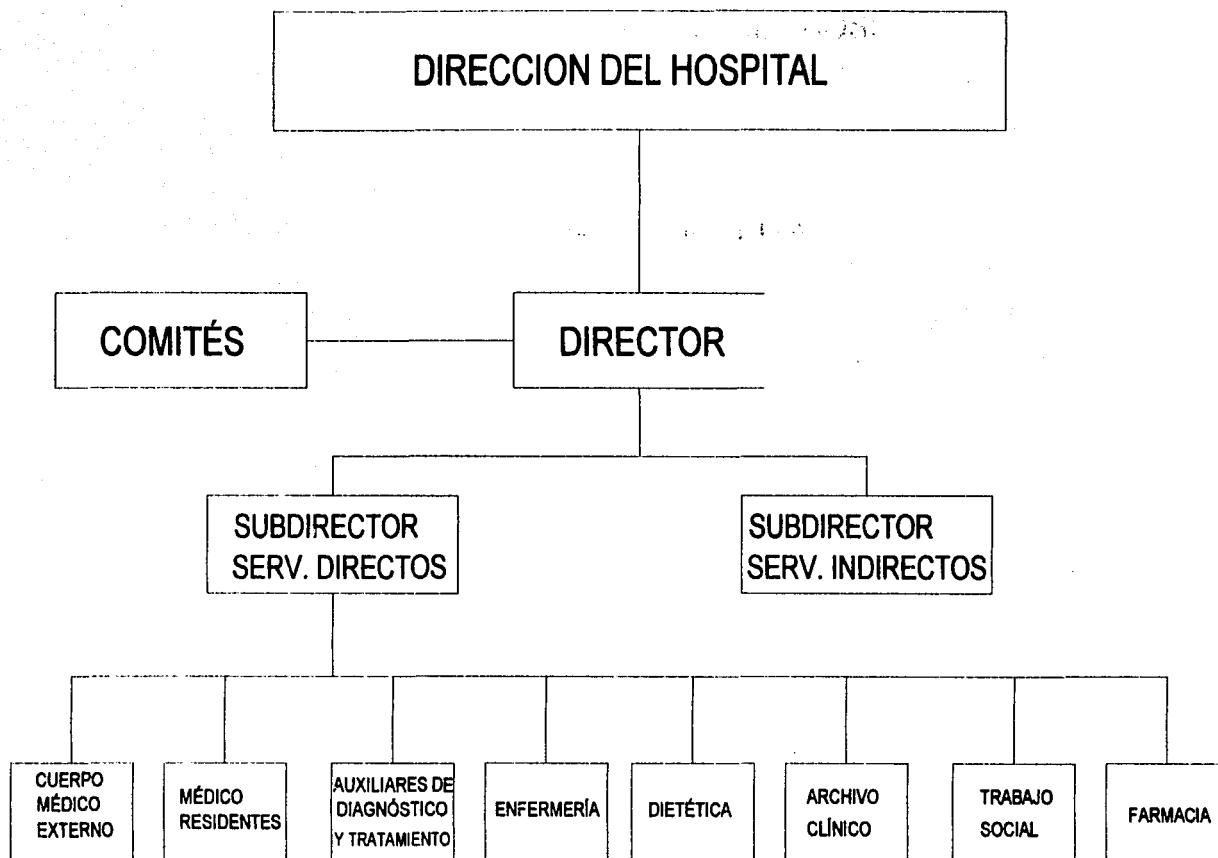 DIRECCION DEL HOSPITAL
COMITÉS
DIRECTOR
SUBDIRECTOR
SERV. DIRECTOS
SUBDIRECTOR
SERV. INDIRECTOS
CUERPO
MÉDICO
EXTERNO
MÉDICO
RESIDENTES
AUXILIARES DE
DIAGNÓSTICO
Y TRATAMIENTO
ENFERMERÍA
DIETÉTICA
ARCHIVO
CLÍNICO
TRABAJO
SOCIAL
FARMACIA